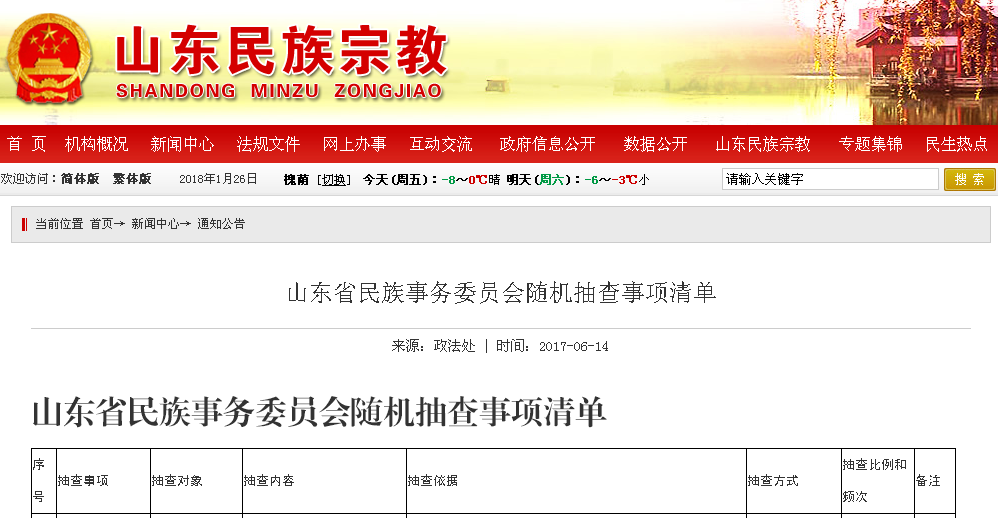 山东民族宗教
SHANDONG MINZU ZONGJIAO
首 页 机构概况 新闻中心 法规文件 网上办事 互动交流 政府信息公开 数据公开 山东民族宗教 专题集锦 民生热点
欢迎访问：简体版 繁体版 2018年1月26日 槐荫 [切换] 今天(周五)：-8～0℃晴 明天(周六)：-6～-3℃小 请输入关键字 搜 索
当前位置 首页→ 新闻中心→ 通知公告
山东省民族事务委员会随机抽查事项清单
来源：政法处 | 时间：2017-06-14
山东省民族事务委员会随机抽查事项清单
序号 抽查事项 抽查对象 抽查内容 抽查依据 抽查方式 抽查比例和频次 备注